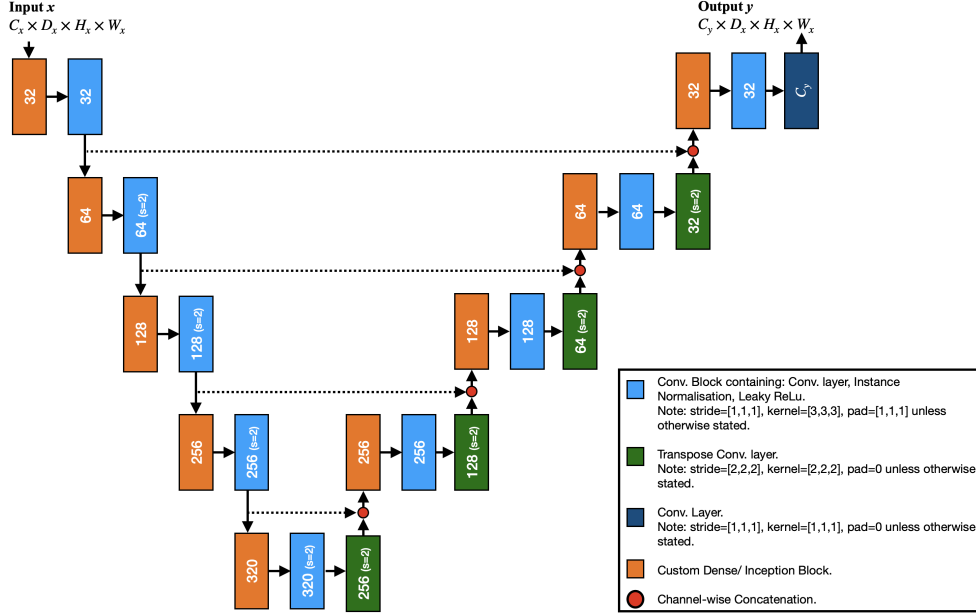 Input x
C_x × D_x × H_x × W_x
Output y
C_y × D_x × H_x × W_x
32
32
32
32
C_y
64
64 (s=2)
64
64
32 (s=2)
128
128 (s=2)
128
128
64 (s=2)
256
256 (s=2)
256
256
128 (s=2)
320
320 (s=2)
256 (s=2)
Conv. Block containing: Conv. layer, Instance
Normalisation, Leaky ReLu.
Note: stride=[1,1,1], kernel=[3,3,3], pad=[1,1,1] unless
otherwise stated.
Transpose Conv. layer.
Note: stride=[2,2,2], kernel=[2,2,2], pad=0 unless otherwise
stated.
Conv. Layer.
Note: stride=[1,1,1], kernel=[1,1,1], pad=0 unless otherwise
stated.
Custom Dense/ Inception Block.
Channel-wise Concatenation.